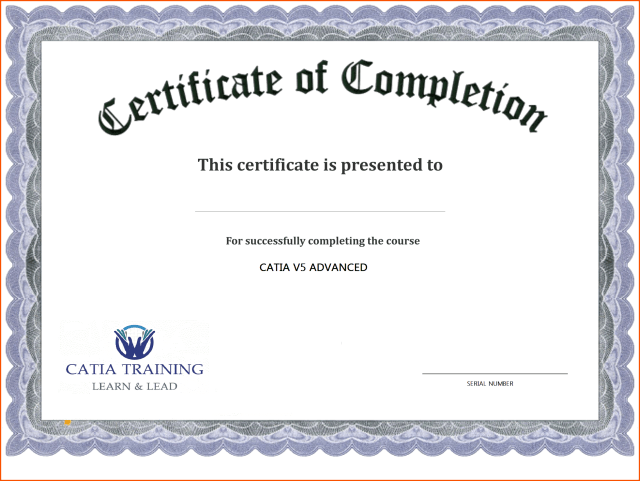 Certificate of Completion
This certificate is presented to
For successfully completing the course
CATIA V5 ADVANCED
CATIA TRAINING
LEARN & LEAD
SERIAL NUMBER